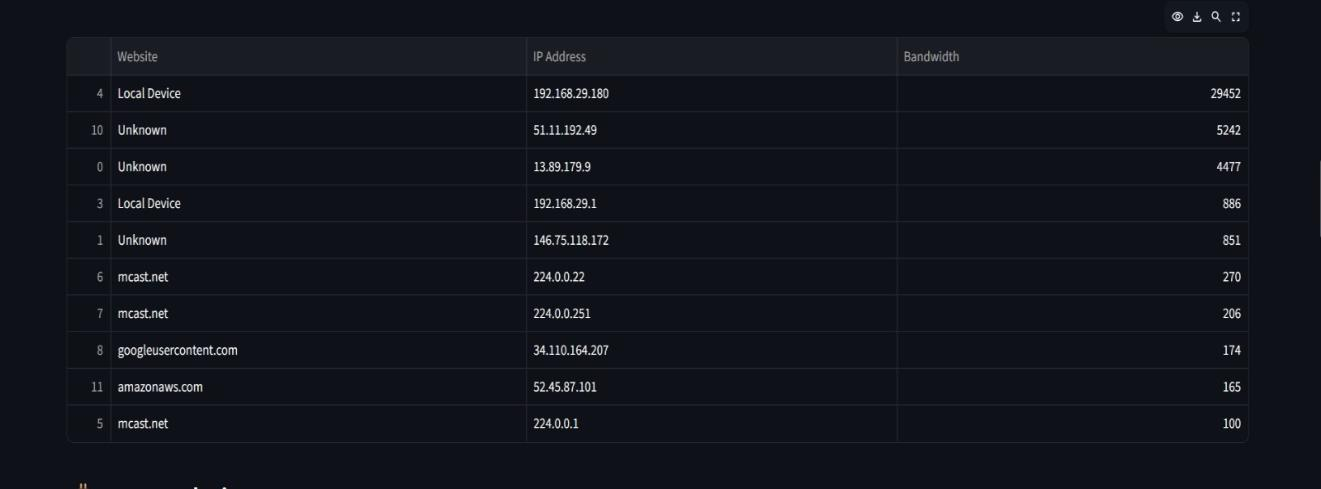 Website IP Address Bandwidth
4 Local Device 192.168.29.180 29452
10 Unknown 51.11.192.49 5242
0 Unknown 13.89.179.9 4477
3 Local Device 192.168.29.1 886
1 Unknown 146.75.118.172 851
6 mcast.net 224.0.0.22 270
7 mcast.net 224.0.0.251 206
8 googleusercontent.com 34.110.164.207 174
11 amazonaws.com 52.45.87.101 165
5 mcast.net 224.0.0.1 100